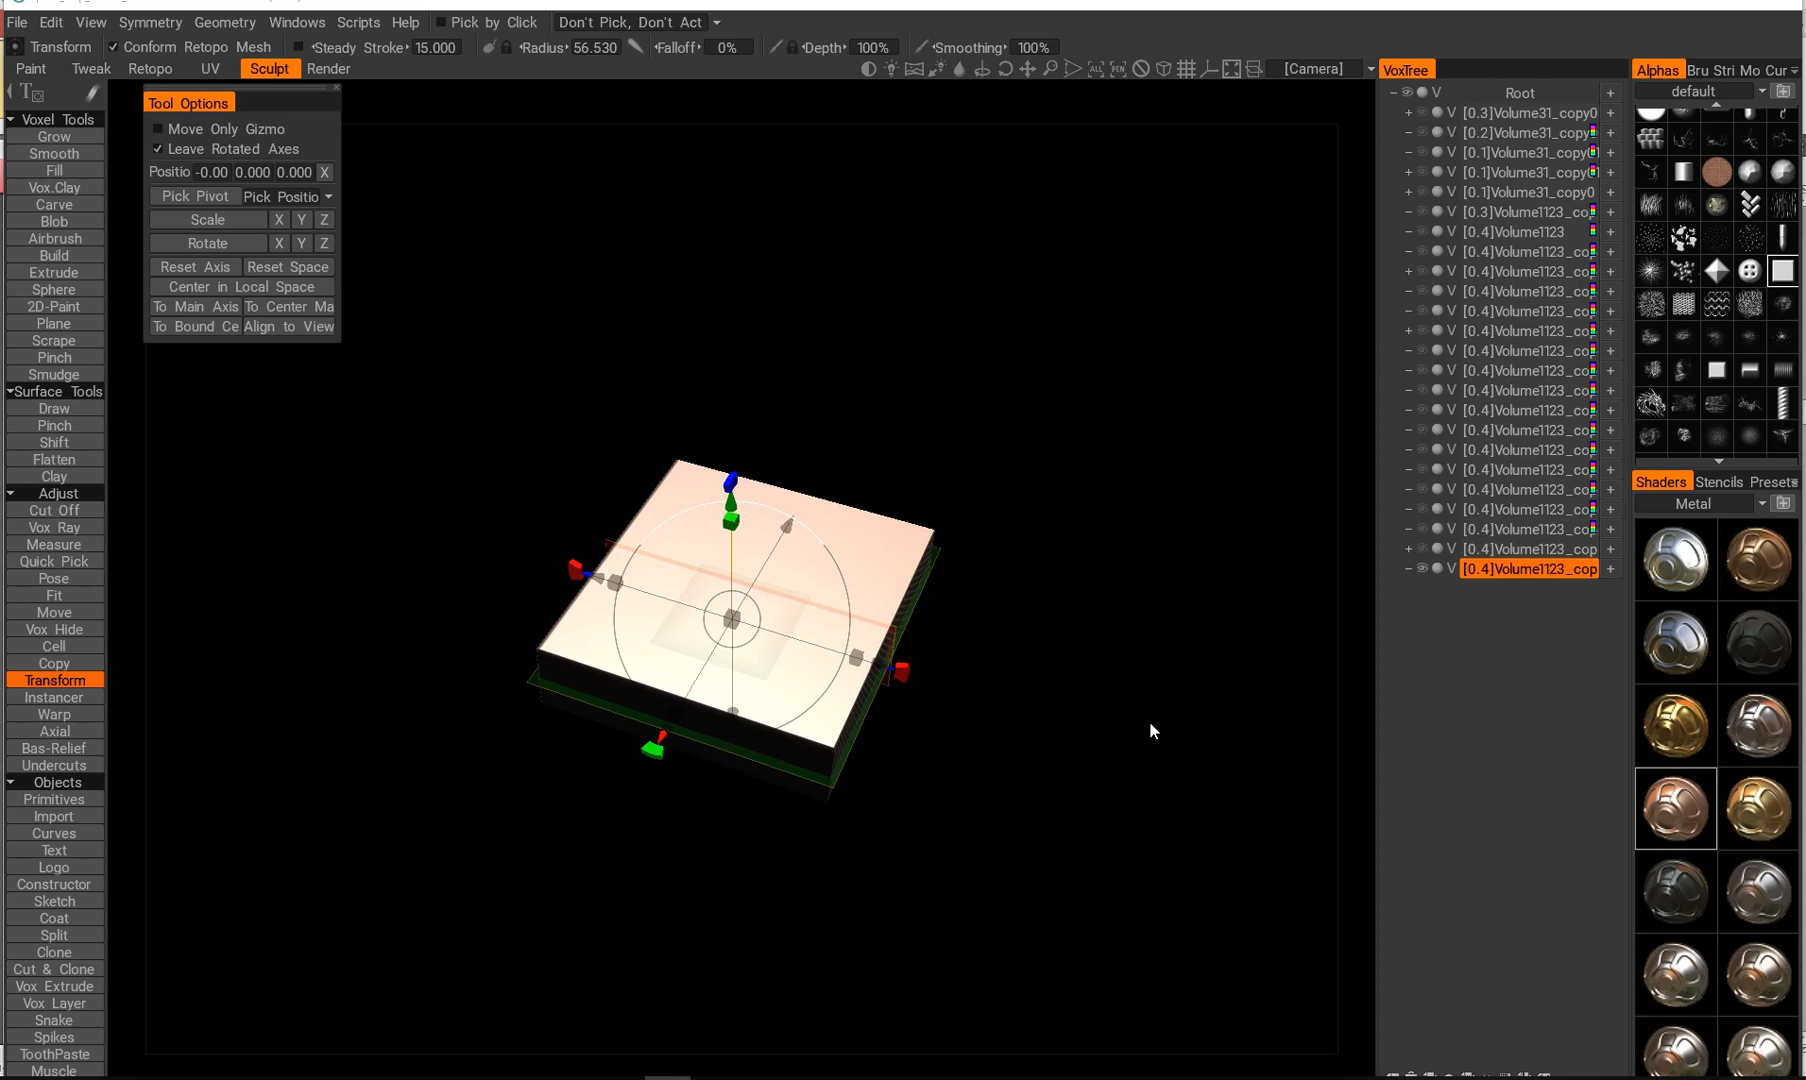 File Edit View Symmetry Geometry Windows Scripts Help Pick by Click Don't Pick, Don't Act
Transform Conform Retopo Mesh Steady Stroke 15.000 Radius 56.530 Falloff 0% Depth 100% Smoothing 100%
Paint Tweak Retopo UV Sculpt Render [Camera]
Tool Options
Move Only Gizmo
Leave Rotated Axes
Positio -0.00 0.000 0.000 X
Pick Pivot Pick Positio
Scale X Y Z
Rotate X Y Z
Reset Axis Reset Space
Center in Local Space
To Main Axis To Center Ma
To Bound Ce Align to View
Voxel Tools
Grow
Smooth
Fill
Vox.Clay
Carve
Blob
Airbrush
Build
Extrude
Sphere
2D-Paint
Plane
Scrape
Pinch
Smudge
Surface Tools
Draw
Pinch
Shift
Flatten
Clay
Adjust
Cut Off
Vox Ray
Measure
Quick Pick
Pose
Fit
Move
Vox Hide
Cell
Copy
Transform
Instancer
Warp
Axial
Bas-Relief
Undercuts
Objects
Primitives
Import
Curves
Text
Logo
Constructor
Sketch
Coat
Split
Clone
Cut & Clone
Vox Extrude
Vox Layer
Snake
Spikes
ToothPaste
Muscle
VoxTree
V Root +
+ V [0.3]Volume31_copy0 +
− V [0.2]Volume31_copy +
− V [0.1]Volume31_copy0 +
+ V [0.1]Volume31_copy0 +
+ V [0.1]Volume31_copy0 +
− V [0.3]Volume1123_co +
− V [0.4]Volume1123 +
− V [0.4]Volume1123_co +
+ V [0.4]Volume1123_co +
− V [0.4]Volume1123_co +
− V [0.4]Volume1123_co +
+ V [0.4]Volume1123_co +
− V [0.4]Volume1123_co +
− V [0.4]Volume1123_co +
− V [0.4]Volume1123_co +
− V [0.4]Volume1123_co +
− V [0.4]Volume1123_co +
− V [0.4]Volume1123_co +
− V [0.4]Volume1123_co +
− V [0.4]Volume1123_co +
− V [0.4]Volume1123_co +
− V [0.4]Volume1123_co +
+ V [0.4]Volume1123_cop +
− V [0.4]Volume1123_cop +
Alphas Bru Stri Mo Cur
default
Shaders Stencils Presets
Metal